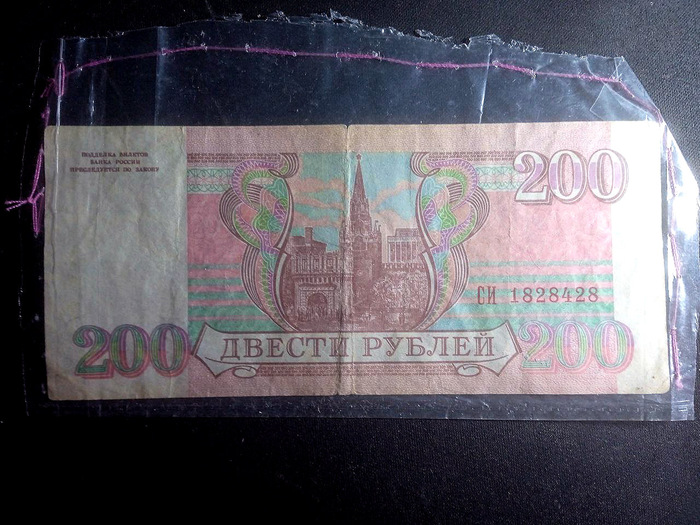 ПОДДЕЛКА БИЛЕТОВ
БАНКА РОССИИ
ПРЕСЛЕДУЕТСЯ ПО ЗАКОНУ
200
СИ 1828428
200
ДВЕСТИ РУБЛЕЙ
200